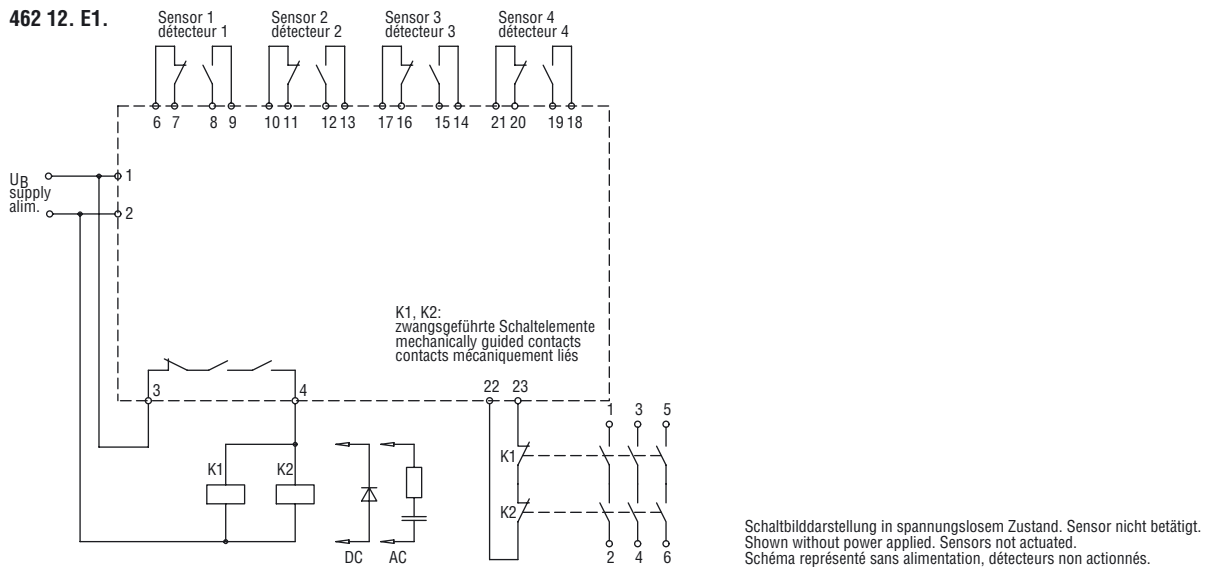 462 12. E1.
Sensor 1
détecteur 1
Sensor 2
détecteur 2
Sensor 3
détecteur 3
Sensor 4
détecteur 4
6 7 8 9 10 11 12 13 17 16 15 14 21 20 19 18
UB
supply
alim.
1
2
K1, K2:
zwangsgeführte Schaltelemente
mechanically guided contacts
contacts mécaniquement liés
3 4 22 23
1 3 5
K1 K2 K1
K2
DC AC
2 4 6
Schaltbilddarstellung in spannungslosem Zustand. Sensor nicht betätigt.
Shown without power applied. Sensors not actuated.
Schéma représenté sans alimentation, détecteurs non actionnés.